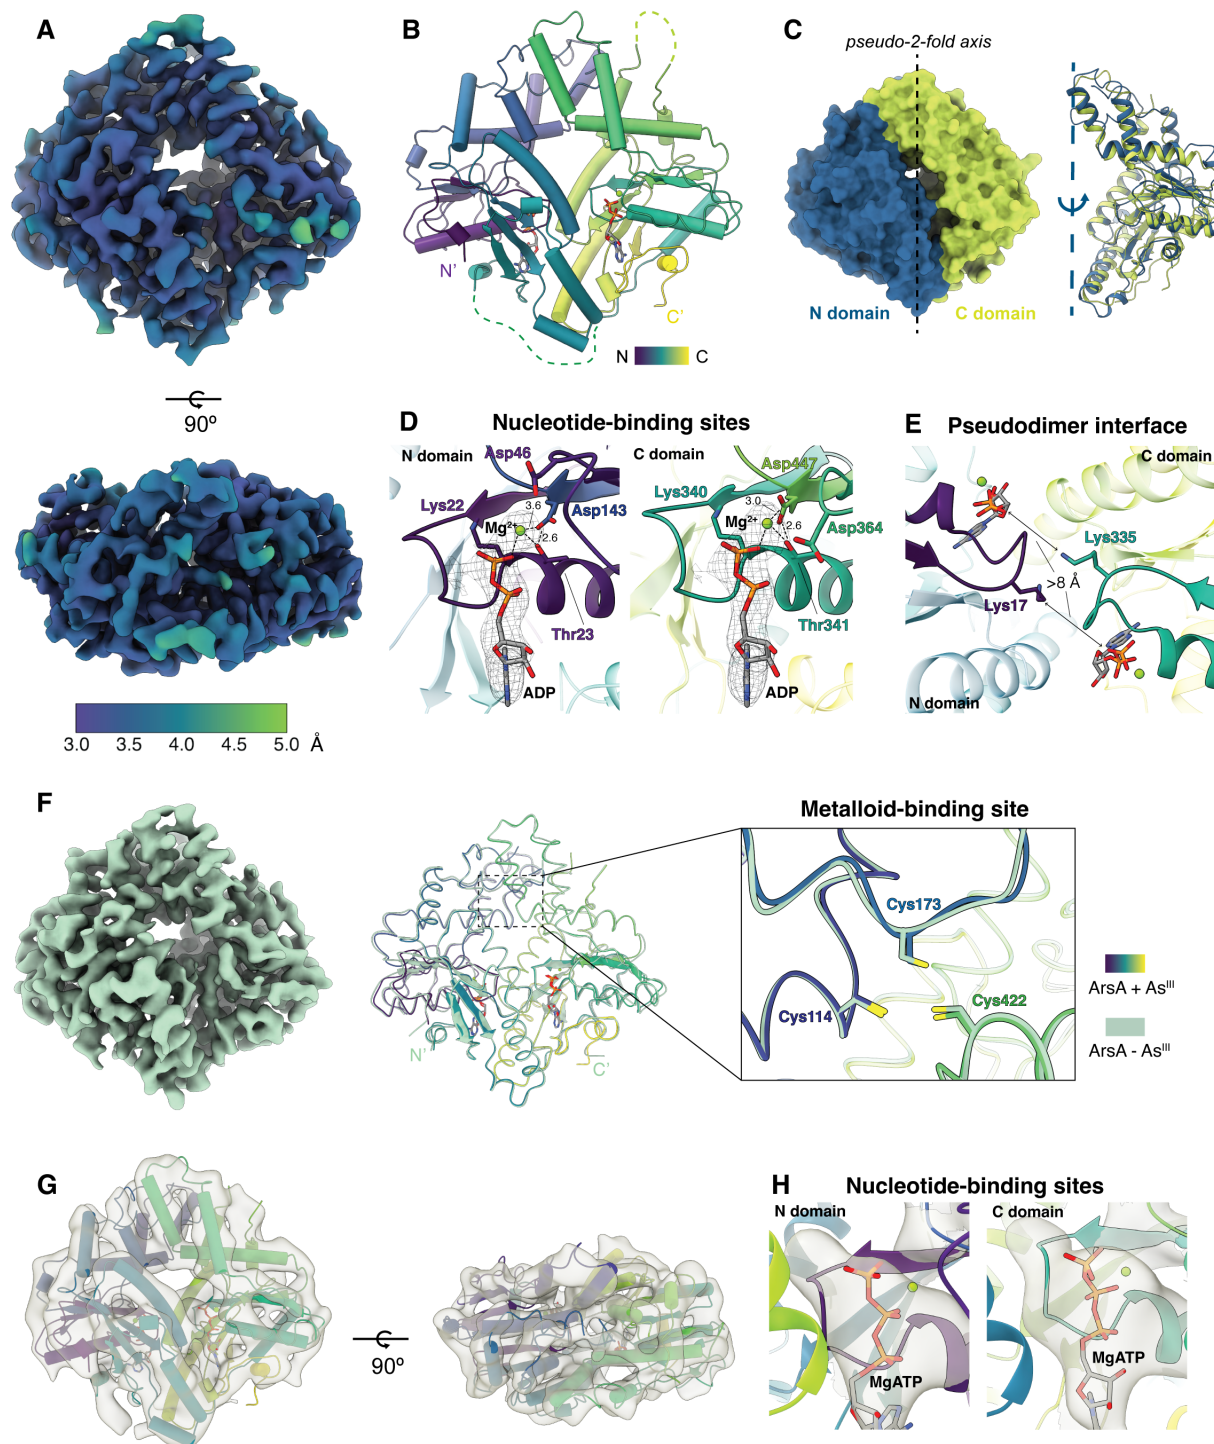 A
90º
3.0 3.5 4.0 4.5 5.0 Å
B
N'
C'
N C
C
pseudo-2-fold axis
N domain
C domain
D Nucleotide-binding sites
N domain
Asp46
Lys22
3.6
Mg2+
Asp143
2.6
Thr23
ADP
C domain
Asp447
Lys340
3.0
Mg2+
2.6
Asp364
Thr341
ADP
E Pseudodimer interface
C domain
Lys335
>8 Å
Lys17
N domain
F
N'
C'
Metalloid-binding site
Cys173
Cys114
Cys422
ArsA + AsIII
ArsA - AsIII
G
90º
H Nucleotide-binding sites
N domain
MgATP
C domain
MgATP